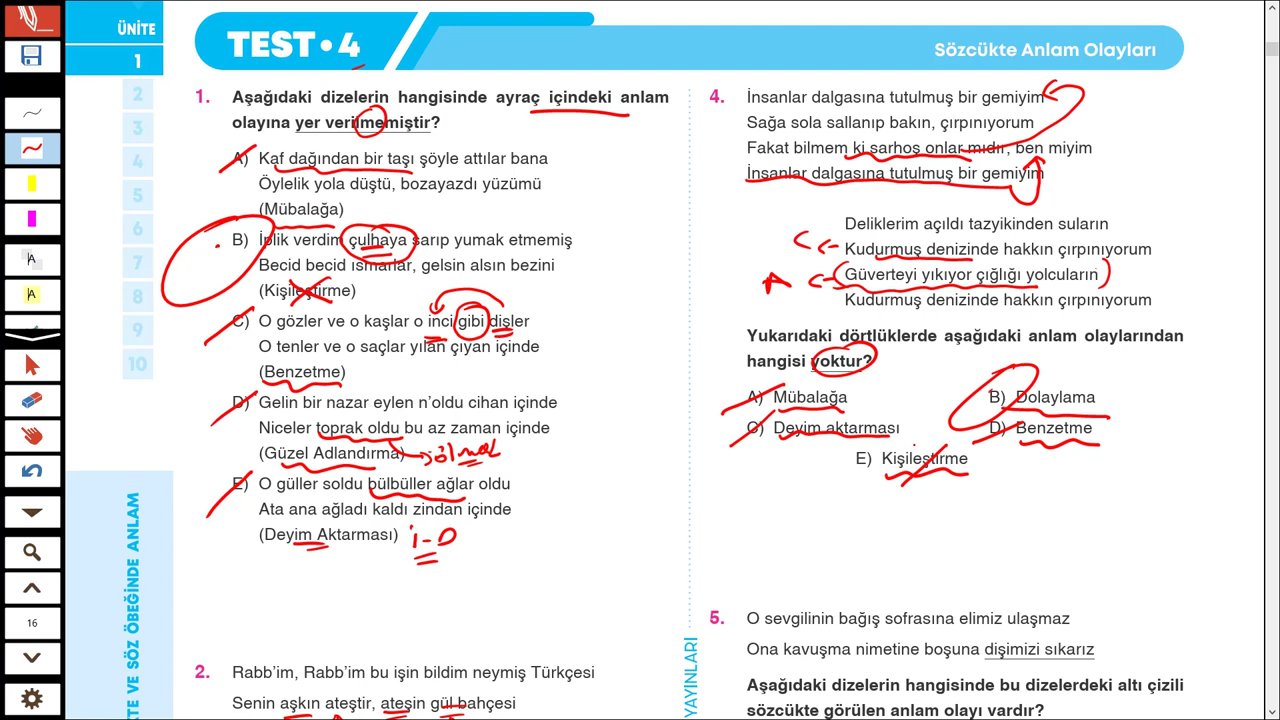 ÜNİTE
1
2
3
4
5
6
7
8
9
10
TEST • 4
Sözcükte Anlam Olayları
1. Aşağıdaki dizelerin hangisinde ayraç içindeki anlam
olayına yer verilmemiştir?
A) Kaf dağından bir taşı şöyle attılar bana
Öylelik yola düştü, bozayazdı yüzümü
(Mübalağa)
B) İplik verdim çulhaya sarıp yumak etmemiş
Becid becid ısmarlar, gelsin alsın bezini
(Kişileştirme)
C) O gözler ve o kaşlar o inci gibi dişler
O tenler ve o saçlar yılan çıyan içinde
(Benzetme)
D) Gelin bir nazar eylen n'oldu cihan içinde
Niceler toprak oldu bu az zaman içinde
(Güzel Adlandırma) ölmek
E) O güller soldu bülbüller ağlar oldu
Ata ana ağladı kaldı zindan içinde
(Deyim Aktarması) i-D
2. Rabb'im, Rabb'im bu işin bildim neymiş Türkçesi
Senin aşkın ateştir, ateşin gül bahçesi
4. İnsanlar dalgasına tutulmuş bir gemiyim
Sağa sola sallanıp bakın, çırpınıyorum
Fakat bilmem ki sarhoş onlar mıdır, ben miyim
İnsanlar dalgasına tutulmuş bir gemiyim
Deliklerim açıldı tazyikinden suların
C Kudurmuş denizinde hakkın çırpınıyorum
A Güverteyi yıkıyor çığlığı yolcuların
Kudurmuş denizinde hakkın çırpınıyorum
Yukarıdaki dörtlüklerde aşağıdaki anlam olaylarından
hangisi yoktur?
A) Mübalağa B) Dolaylama
C) Deyim aktarması D) Benzetme
E) Kişileştirme
5. O sevgilinin bağış sofrasına elimiz ulaşmaz
Ona kavuşma nimetine boşuna dişimizi sıkarız
Aşağıdaki dizelerin hangisinde bu dizelerdeki altı çizili
sözcükte görülen anlam olayı vardır?
KTE VE SÖZ ÖBEĞİNDE ANLAM
YAYINLARI
A
A
16